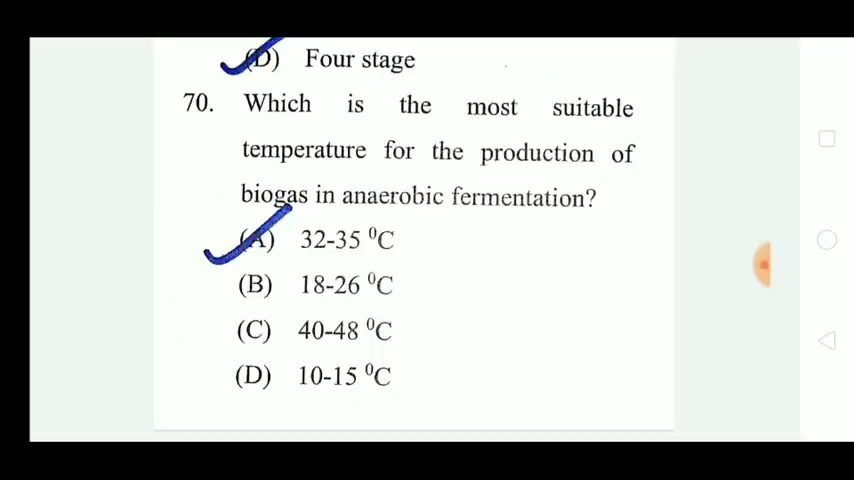 (D) Four stage
70. Which is the most suitable
temperature for the production of
biogas in anaerobic fermentation?
(A) 32-35 ⁰C
(B) 18-26 ⁰C
(C) 40-48 ⁰C
(D) 10-15 ⁰C